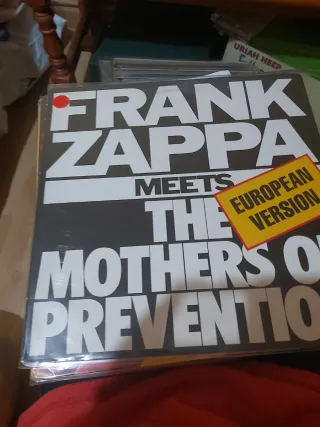 URIAH HEEP
FRANK
ZAPPA
MEETS
THE
EUROPEAN
VERSION
MOTHERS O
PREVENTIO